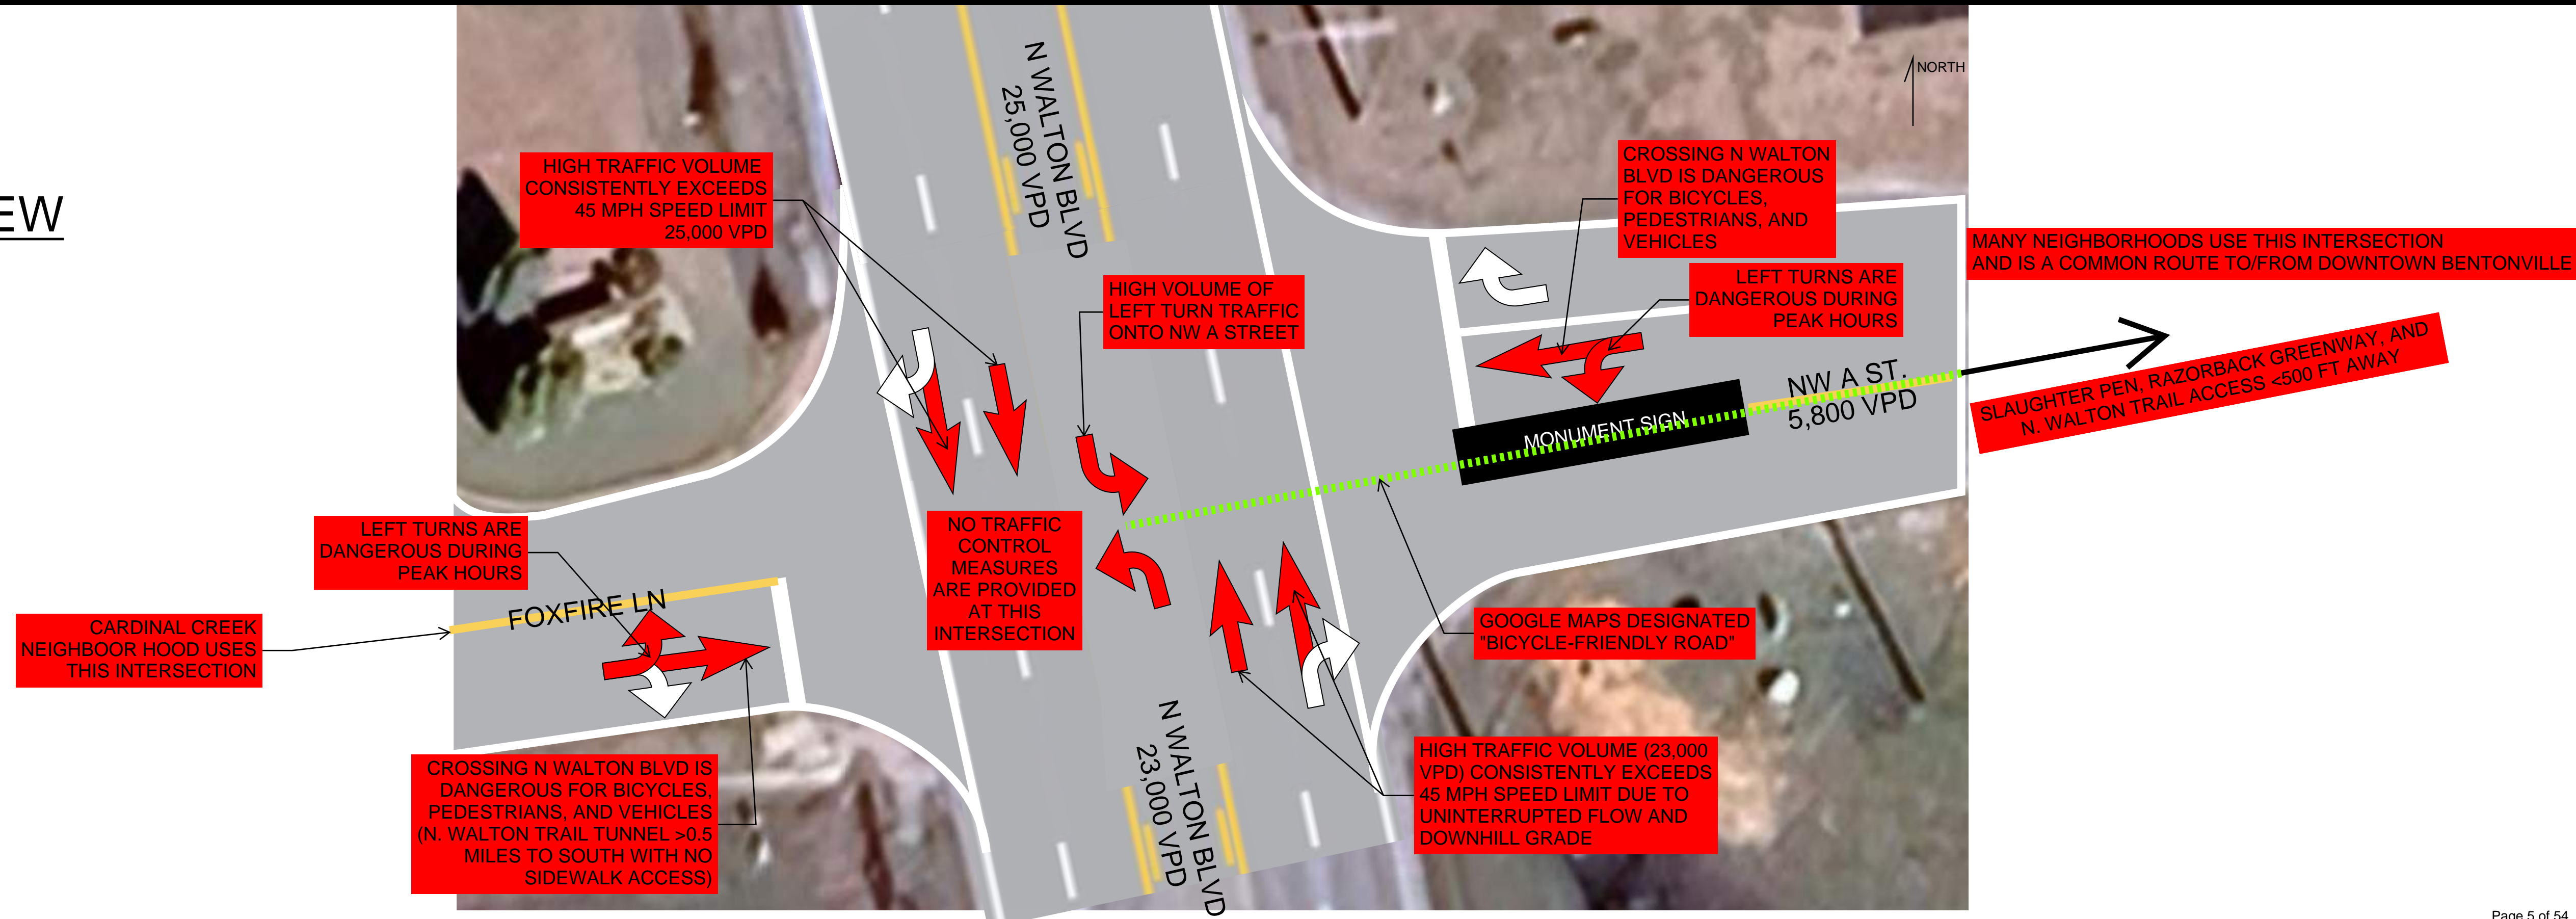 EW
HIGH TRAFFIC VOLUME
CONSISTENTLY EXCEEDS
45 MPH SPEED LIMIT
25,000 VPD
N WALTON BLVD
25,000 VPD
NORTH
CROSSING N WALTON
BLVD IS DANGEROUS
FOR BICYCLES,
PEDESTRIANS, AND
VEHICLES
MANY NEIGHBORHOODS USE THIS INTERSECTION
AND IS A COMMON ROUTE TO/FROM DOWNTOWN BENTONVILLE
HIGH VOLUME OF
LEFT TURN TRAFFIC
ONTO NW A STREET
LEFT TURNS ARE
DANGEROUS DURING
PEAK HOURS
SLAUGHTER PEN, RAZORBACK GREENWAY, AND
N. WALTON TRAIL ACCESS <500 FT AWAY
NW A ST.
5,800 VPD
MONUMENT SIGN
LEFT TURNS ARE
DANGEROUS DURING
PEAK HOURS
NO TRAFFIC
CONTROL
MEASURES
ARE PROVIDED
AT THIS
INTERSECTION
FOXFIRE LN
CARDINAL CREEK
NEIGHBOOR HOOD USES
THIS INTERSECTION
GOOGLE MAPS DESIGNATED
"BICYCLE-FRIENDLY ROAD"
CROSSING N WALTON BLVD IS
DANGEROUS FOR BICYCLES,
PEDESTRIANS, AND VEHICLES
(N. WALTON TRAIL TUNNEL >0.5
MILES TO SOUTH WITH NO
SIDEWALK ACCESS)
N WALTON BLVD
23,000 VPD
HIGH TRAFFIC VOLUME (23,000
VPD) CONSISTENTLY EXCEEDS
45 MPH SPEED LIMIT DUE TO
UNINTERRUPTED FLOW AND
DOWNHILL GRADE
Page 5 of 54